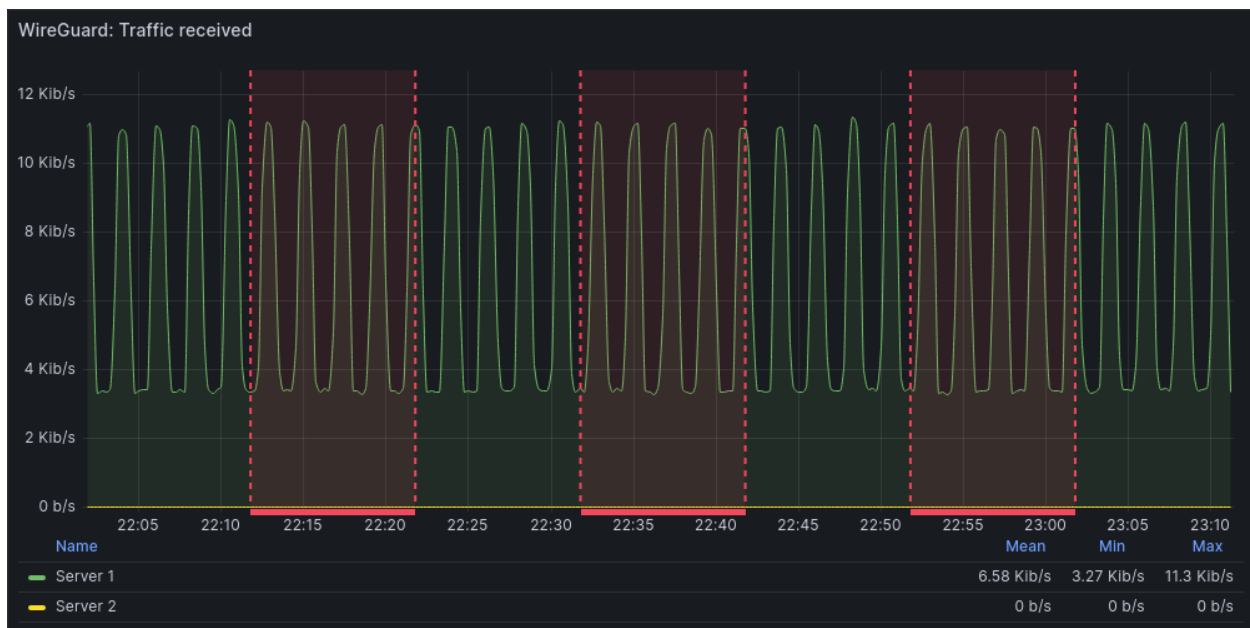 WireGuard: Traffic received
12 Kib/s
10 Kib/s
8 Kib/s
6 Kib/s
4 Kib/s
2 Kib/s
0 b/s
22:05 22:10 22:15 22:20 22:25 22:30 22:35 22:40 22:45 22:50 22:55 23:00 23:05 23:10
Name Mean Min Max
Server 1 6.58 Kib/s 3.27 Kib/s 11.3 Kib/s
Server 2 0 b/s 0 b/s 0 b/s